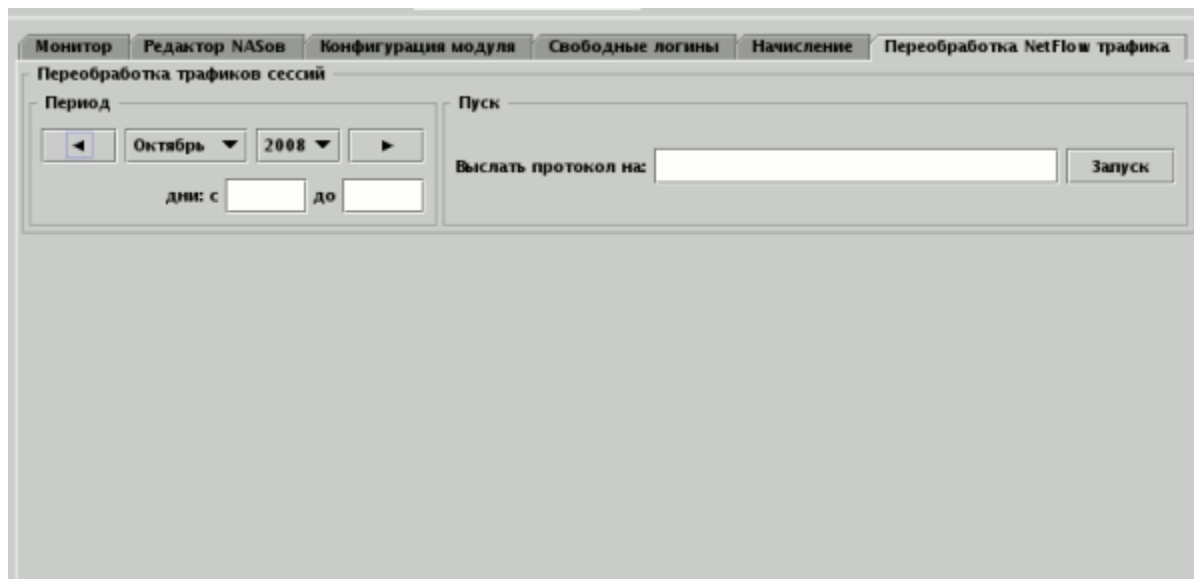 Монитор Редактор NASов Конфигурация модуля Свободные логины Начисление Переобработка NetFlow трафика
Переобработка трафиков сессий
Период
Октябрь 2008
дни: с до
Пуск
Выслать протокол на: Запуск